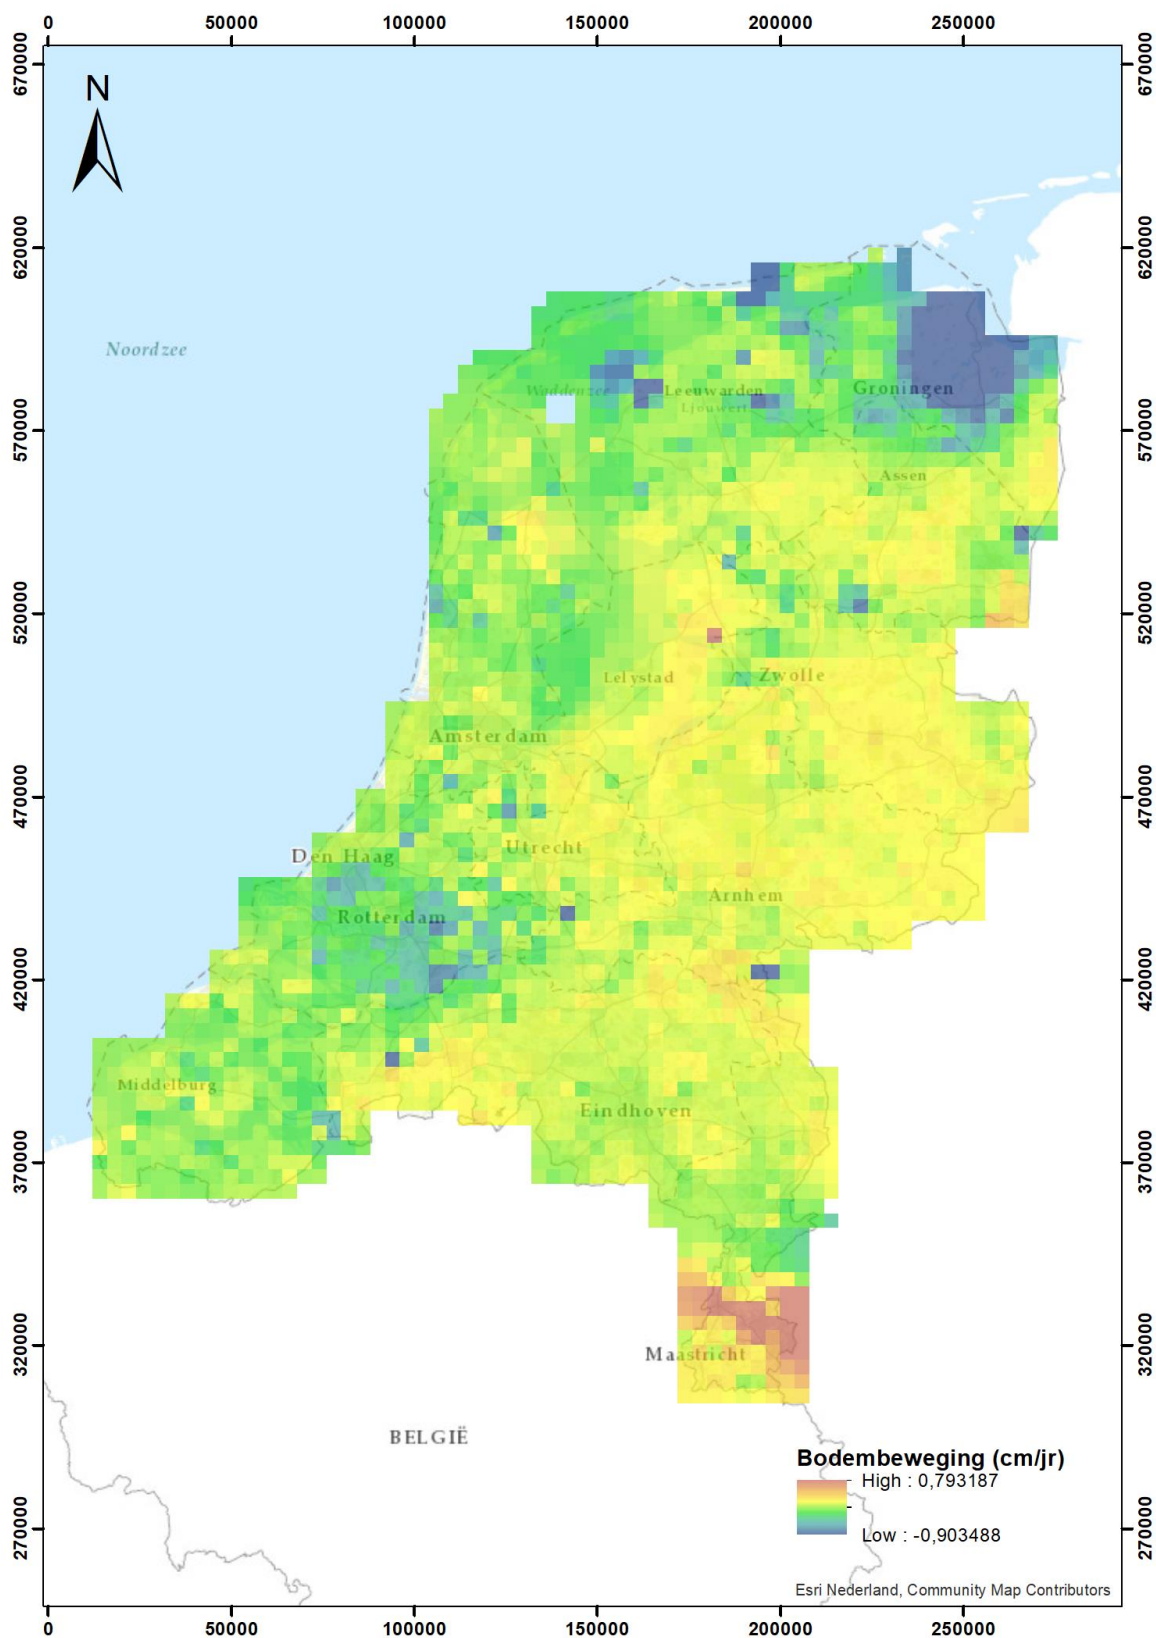 0 50000 100000 150000 200000 250000
670000 670000
N
620000 620000
Noordzee
Waddenzee Leeuwarden Groningen
Ljouwert
570000 570000
Assen
520000 520000
Lelystad Zwolle
Amsterdam
470000 470000
Utrecht
Den Haag
Arnhem
Rotterdam
420000 420000
Middelburg
Eindhoven
370000 370000
Maastricht
320000 320000
BELGIË
Bodembeweging (cm/jr)
High : 0,793187
Low : -0,903488
270000 270000
Esri Nederland, Community Map Contributors
0 50000 100000 150000 200000 250000